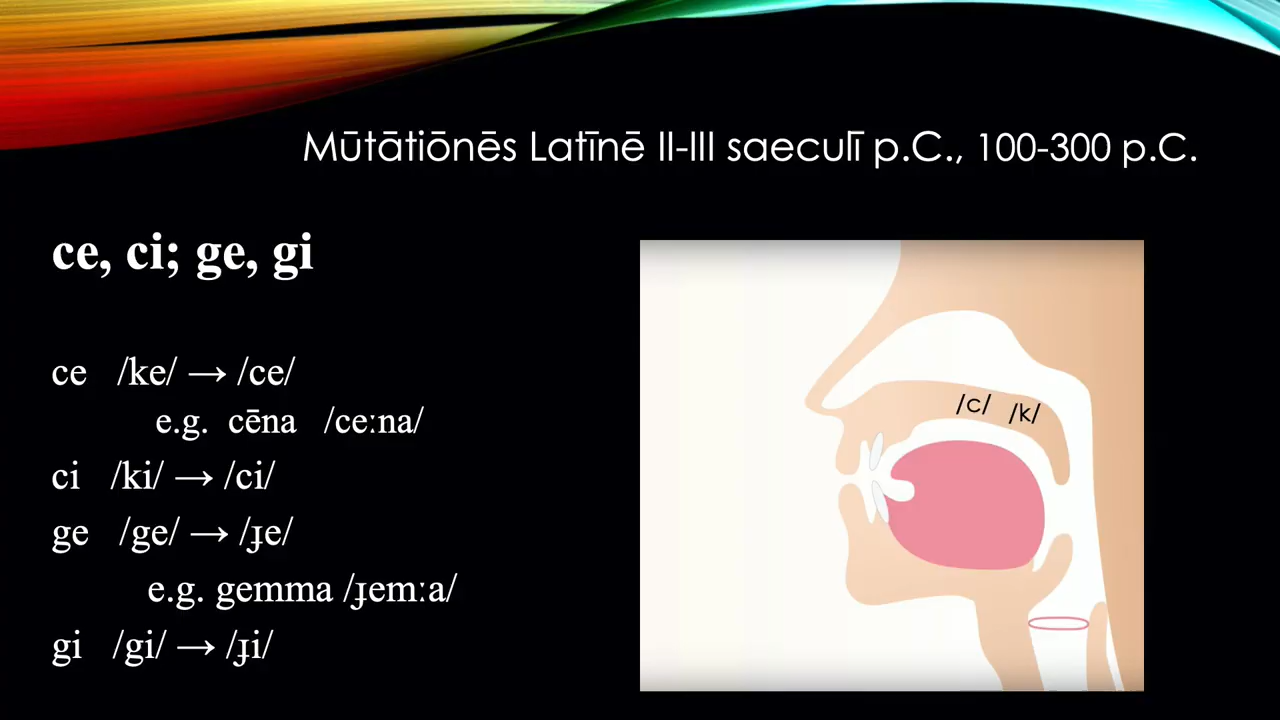 Mūtātiōnēs Latīnē II-III saeculī p.C., 100-300 p.C.
ce, ci; ge, gi
ce /ke/ → /ce/
e.g. cēna /ceːna/
ci /ki/ → /ci/
ge /ge/ → /ɟe/
e.g. gemma /ɟemːa/
gi /gi/ → /ɟi/
/c/ /k/